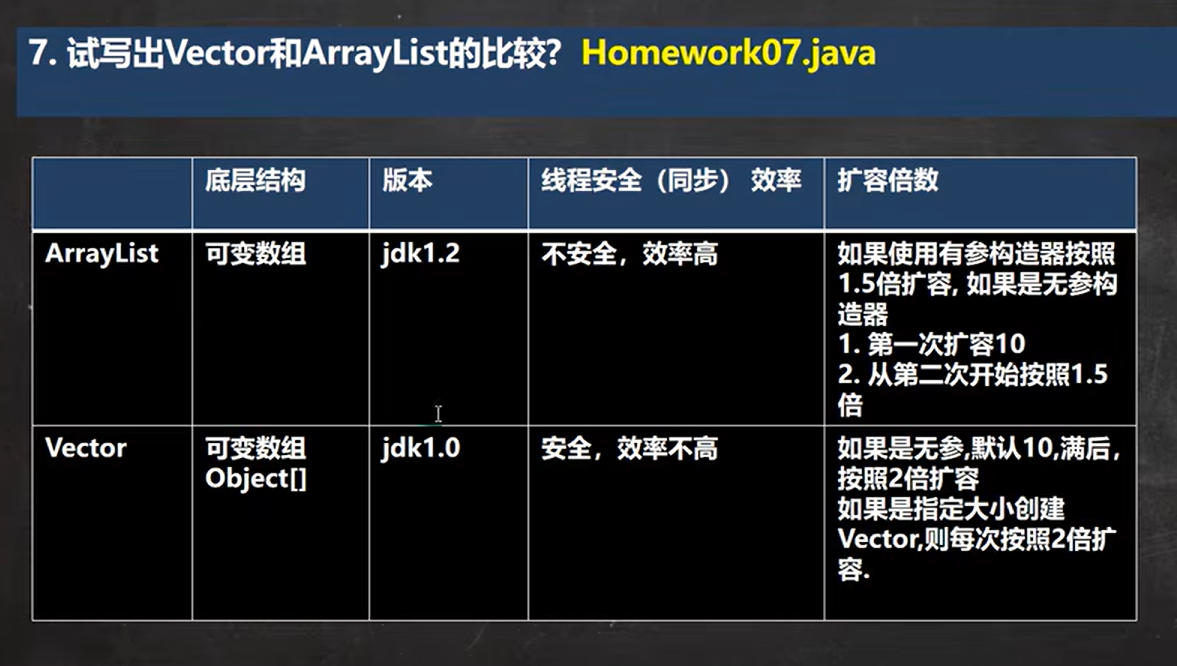 7. 试写出Vector和ArrayList的比较? Homework07.java
底层结构
版本
线程安全（同步） 效率
扩容倍数
ArrayList
可变数组
jdk1.2
不安全，效率高
如果使用有参构造器按照
1.5倍扩容, 如果是无参构
造器
1. 第一次扩容10
2. 从第二次开始按照1.5
倍
Vector
可变数组
Object[]
jdk1.0
安全，效率不高
如果是无参,默认10,满后，
按照2倍扩容
如果是指定大小创建
Vector,则每次按照2倍扩
容.